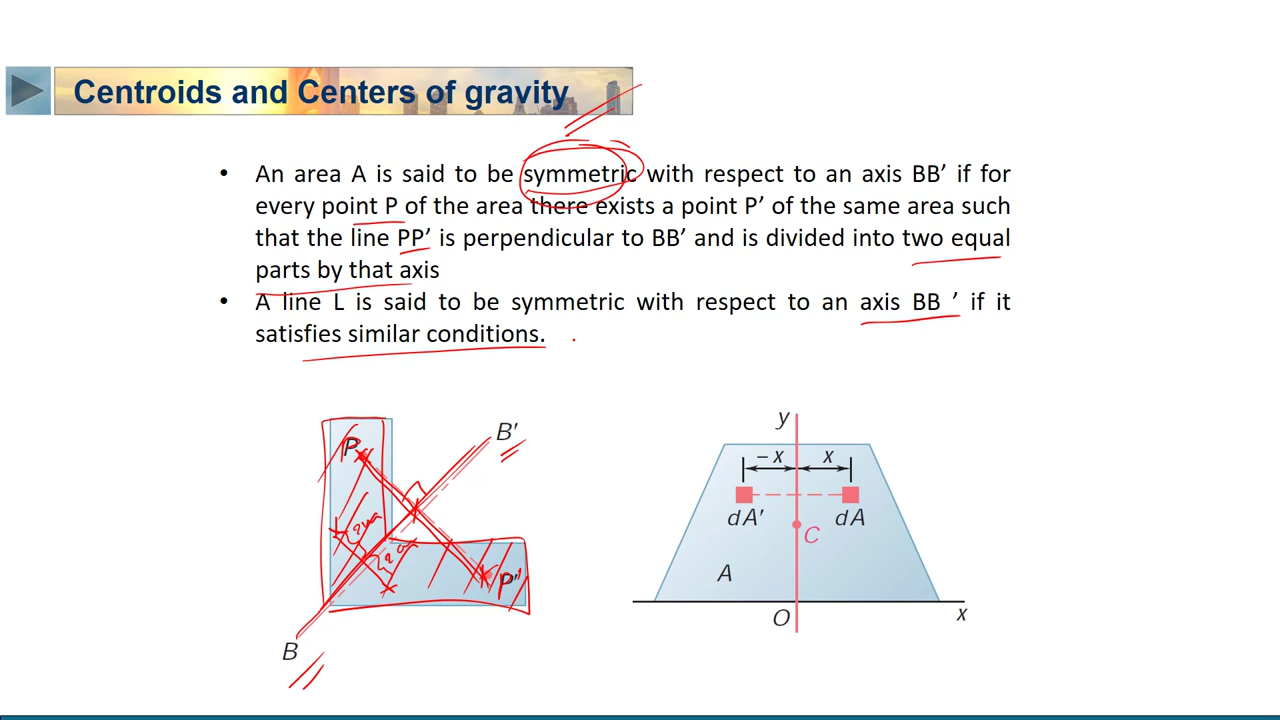 Centroids and Centers of gravity
• An area A is said to be symmetric with respect to an axis BB’ if for
every point P of the area there exists a point P’ of the same area such
that the line PP’ is perpendicular to BB’ and is divided into two equal
parts by that axis
• A line L is said to be symmetric with respect to an axis BB ’ if it
satisfies similar conditions.
B′
P
P′
B
y
– x
x
dA′
dA
C
A
O
x